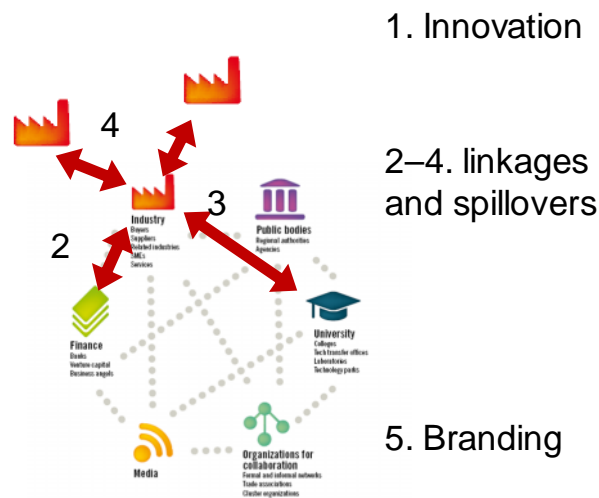 1. Innovation
4
2–4. linkages
and spillovers
3
2
Industry
Buyers
Suppliers
Related industries
SMEs
Services
Public bodies
Regional authorities
Agencies
Finance
Banks
Venture capital
Business angels
University
Colleges
Tech transfer offices
Laboratories
Technology parks
Media
Organizations for
collaboration
Formal and informal networks
Trade associations
Cluster organizations
5. Branding